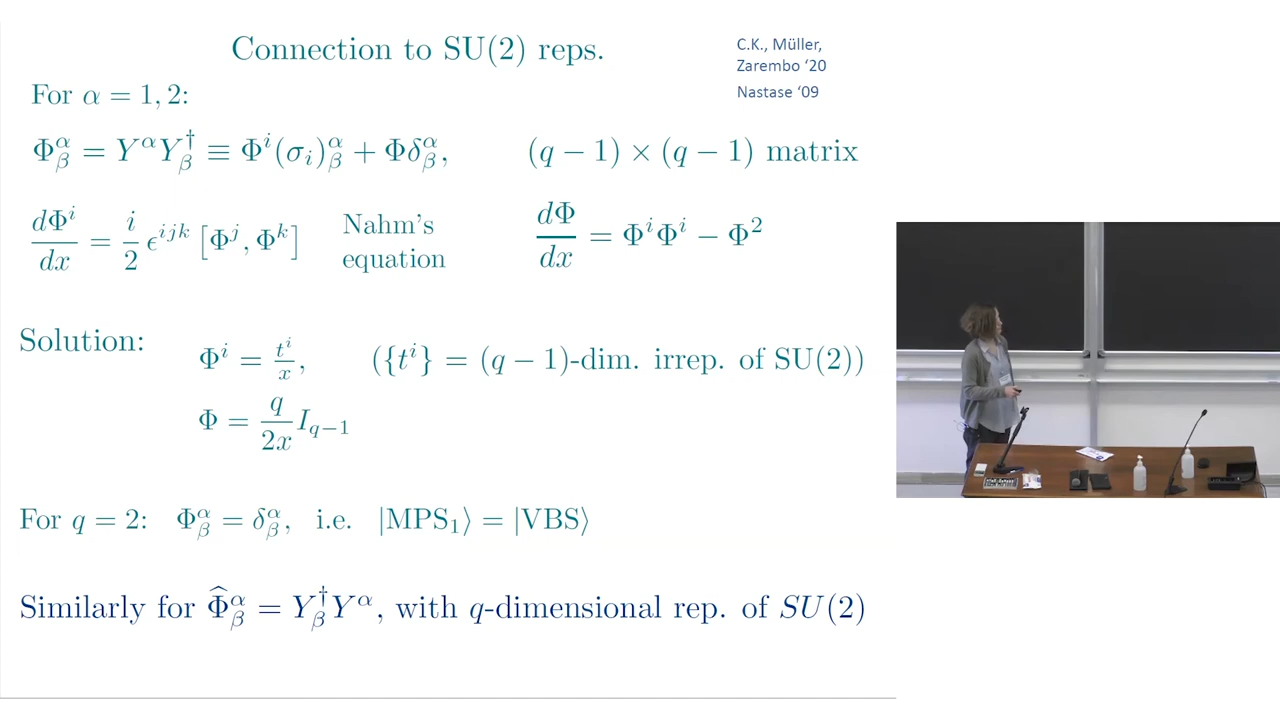 Connection to SU(2) reps.
C.K., Müller,
Zarembo ‘20
Nastase ‘09
For α = 1, 2:
Φ^α_β = Y^α Y^†_β ≡ Φ^i(σ_i)^α_β + Φδ^α_β, (q − 1) × (q − 1) matrix
dΦ^i/dx = i/2 ϵ^{ijk} [Φ^j, Φ^k] Nahm's equation dΦ/dx = Φ^iΦ^i − Φ^2
Solution: Φ^i = t^i/x, ({t^i} = (q − 1)-dim. irrep. of SU(2))
Φ = q/2x I_{q−1}
For q = 2: Φ^α_β = δ^α_β, i.e. |MPS_1⟩ = |VBS⟩
Similarly for Φ̂^α_β = Y^†_β Y^α, with q-dimensional rep. of SU(2)